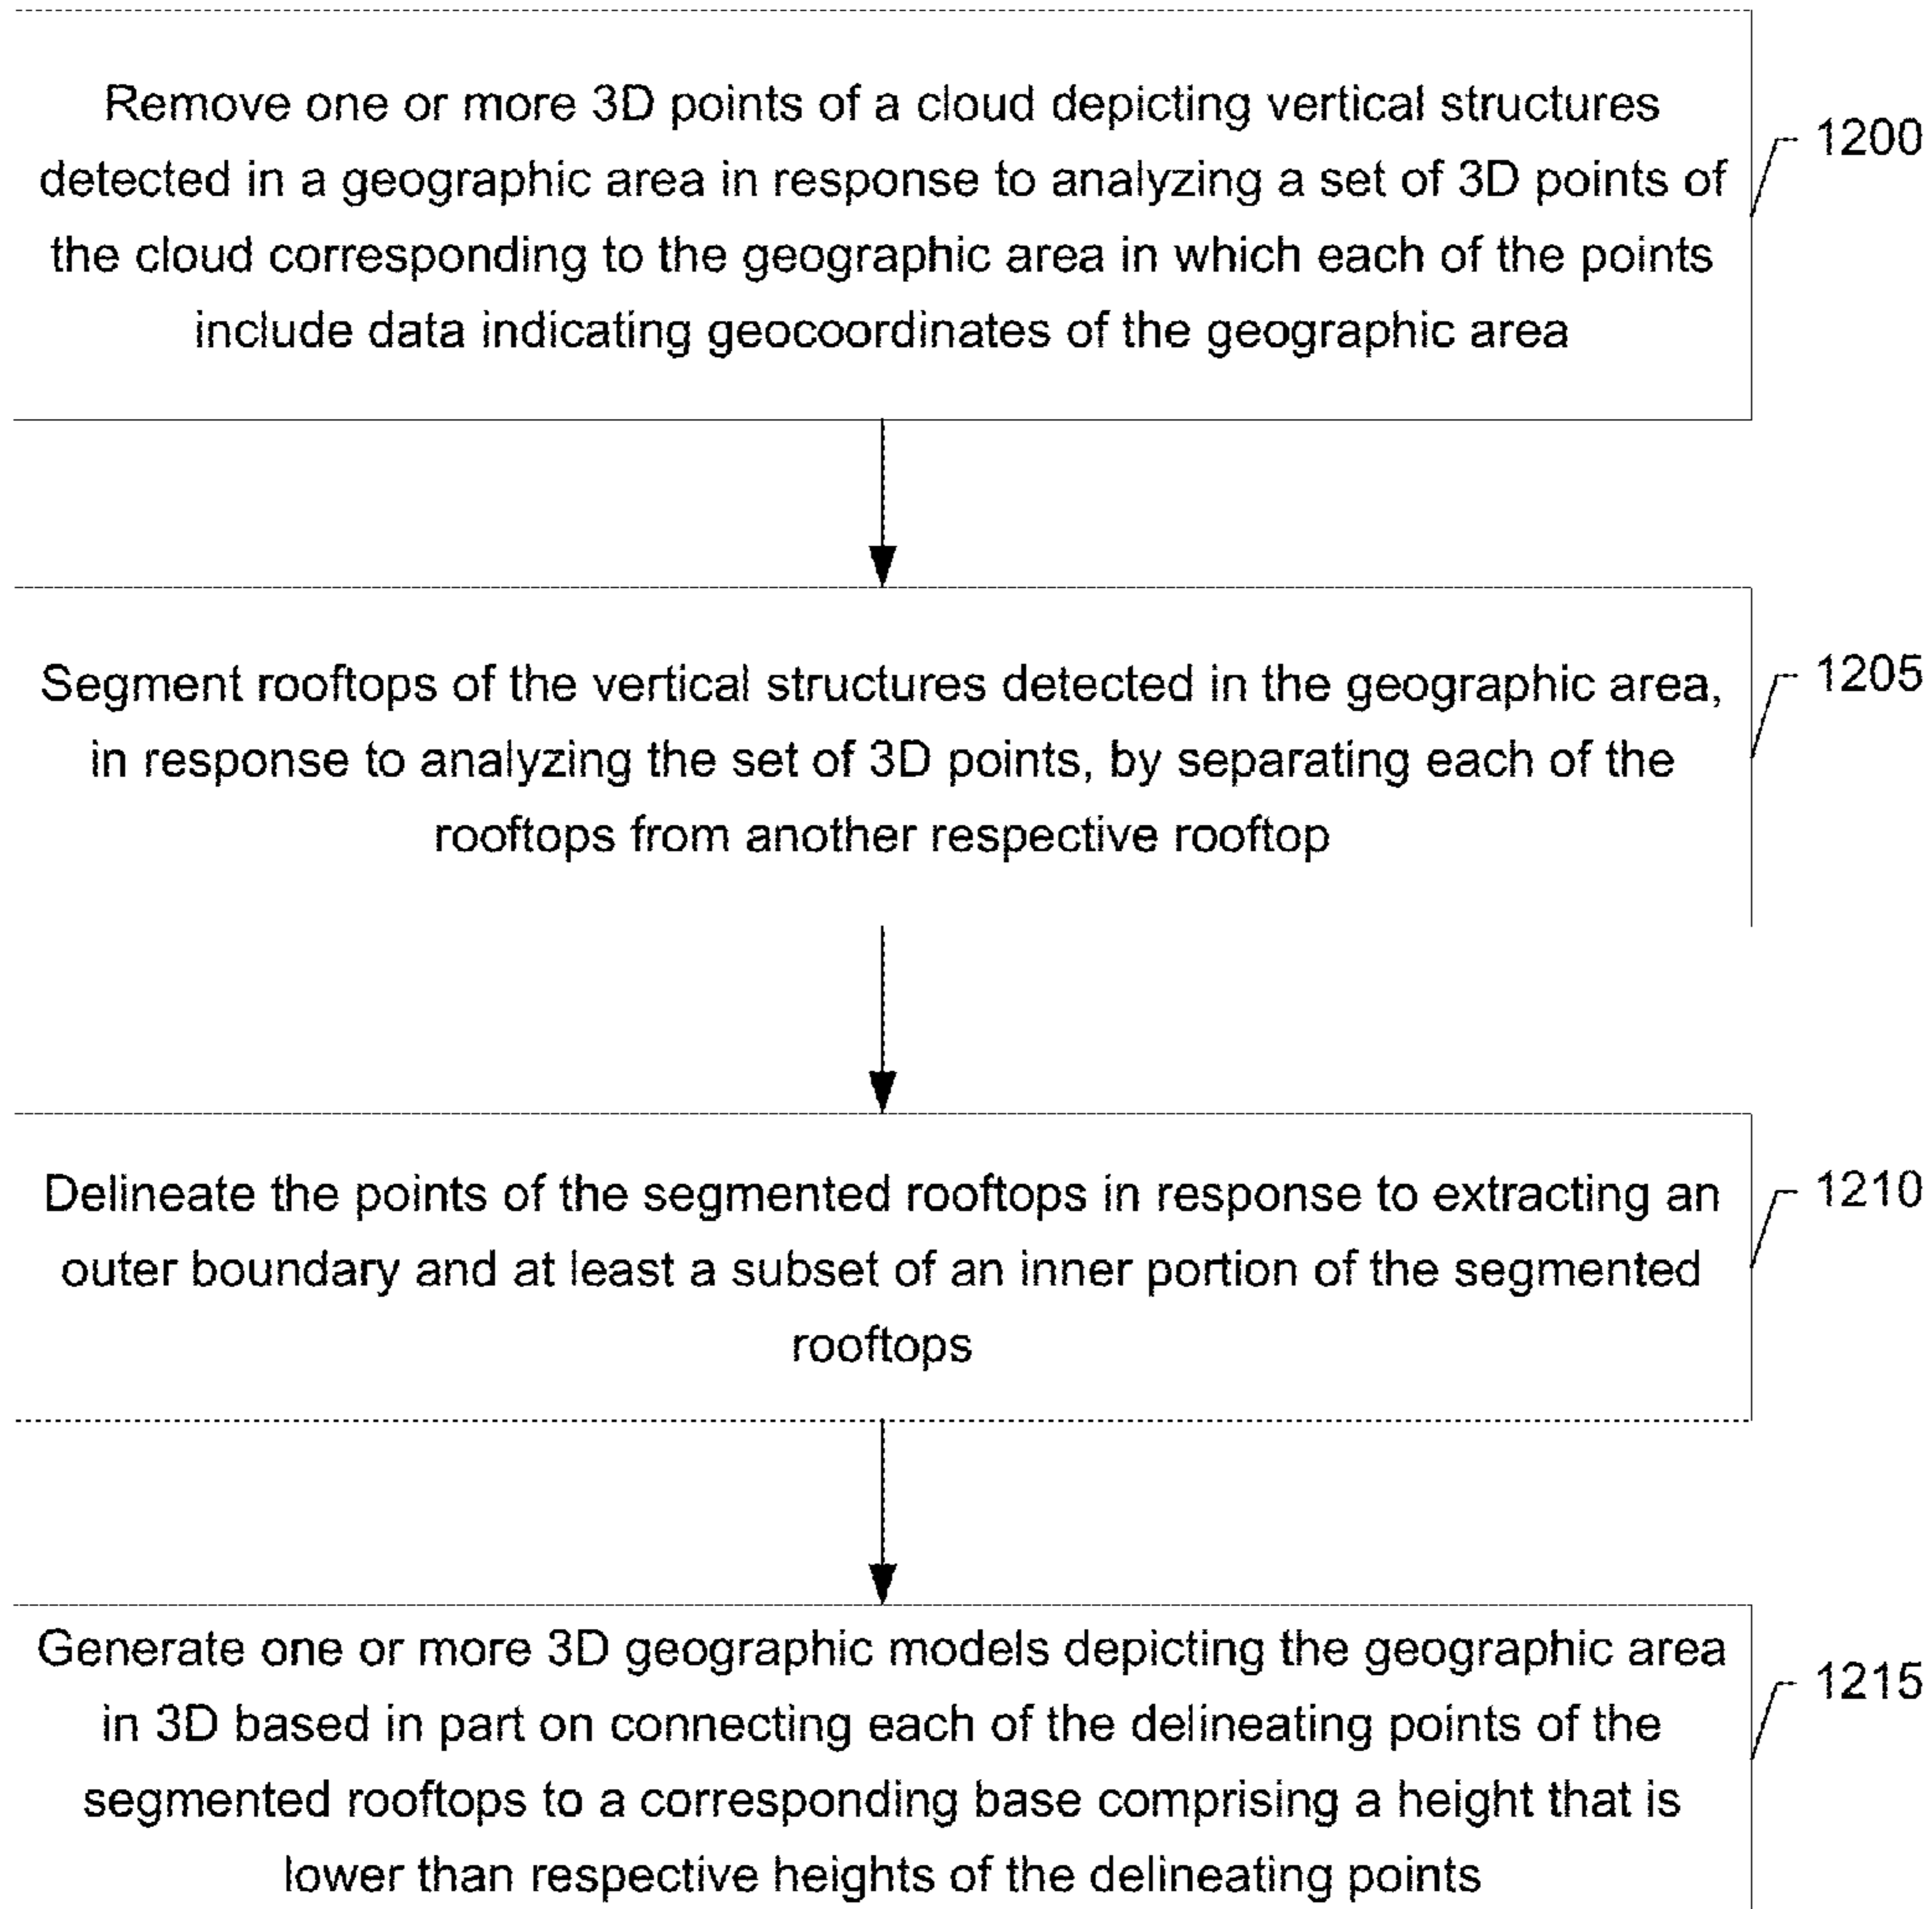 Remove one or more 3D points of a cloud depicting vertical structures
detected in a geographic area in response to analyzing a set of 3D points of
the cloud corresponding to the geographic area in which each of the points
include data indicating geocoordinates of the geographic area
1200
Segment rooftops of the vertical structures detected in the geographic area,
in response to analyzing the set of 3D points, by separating each of the
rooftops from another respective rooftop
1205
Delineate the points of the segmented rooftops in response to extracting an
outer boundary and at least a subset of an inner portion of the segmented
rooftops
1210
Generate one or more 3D geographic models depicting the geographic area
in 3D based in part on connecting each of the delineating points of the
segmented rooftops to a corresponding base comprising a height that is
lower than respective heights of the delineating points
1215